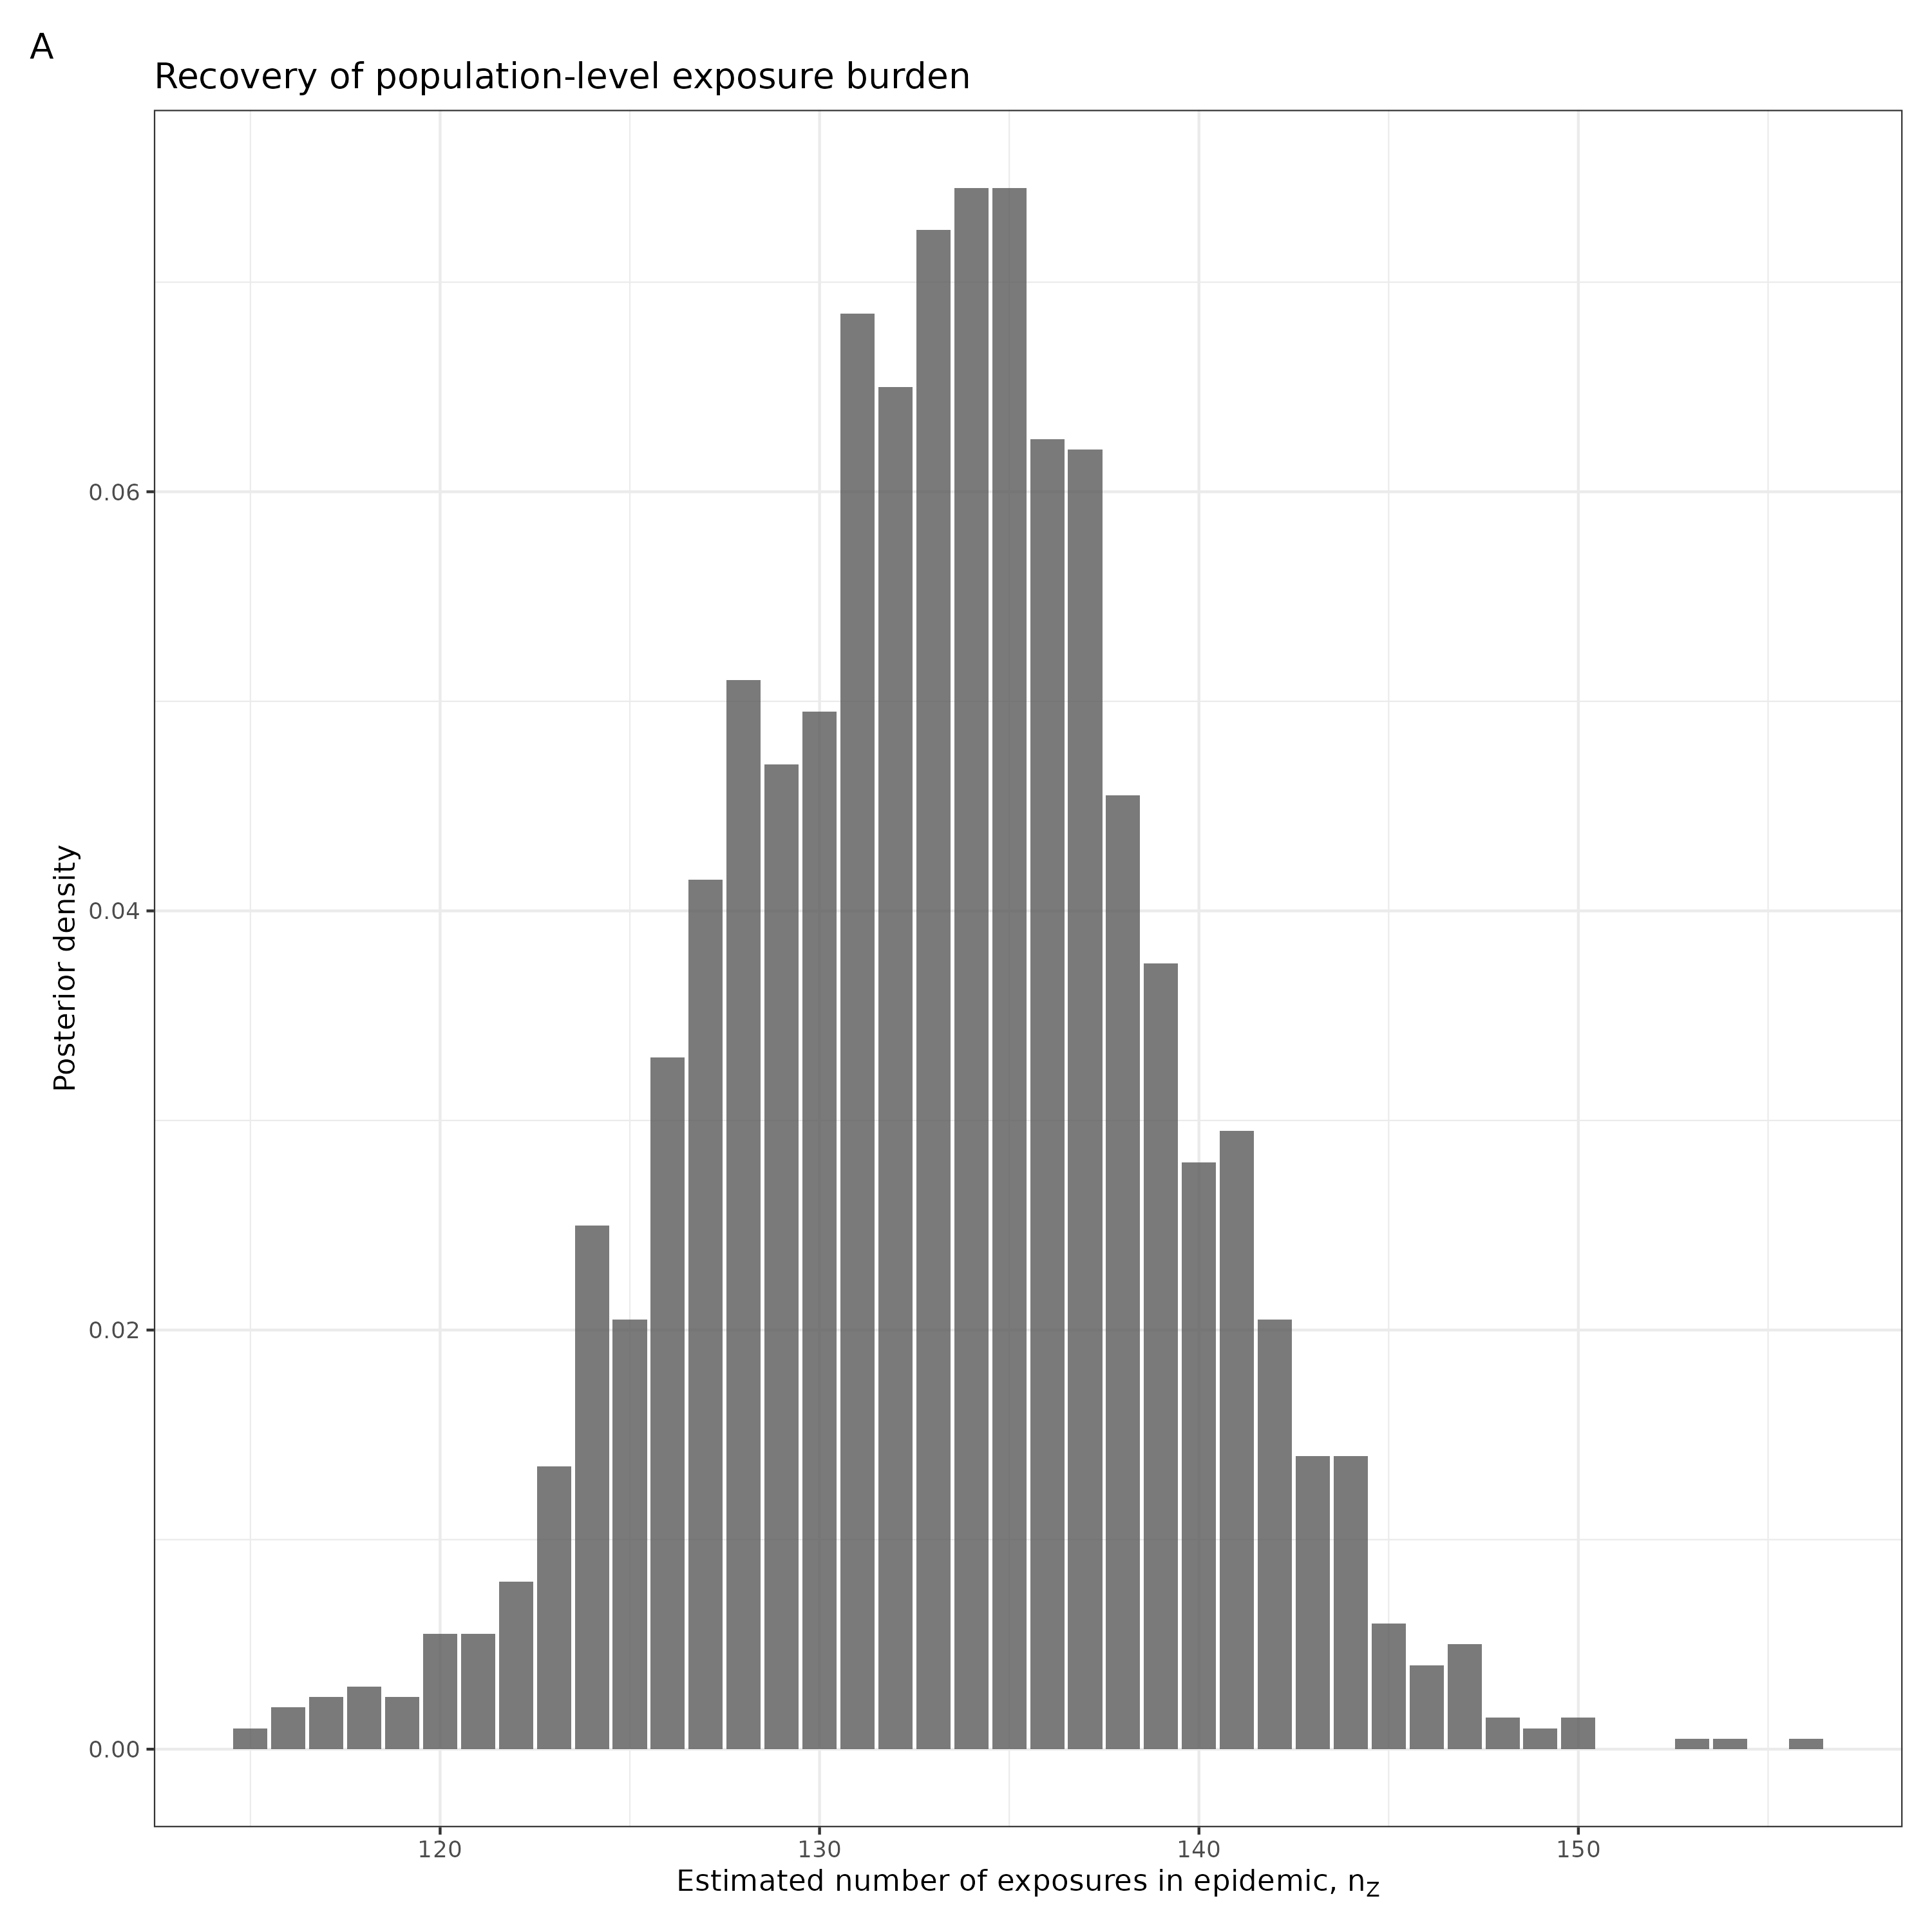 A
Recovery of population-level exposure burden
Posterior density
0.06
0.04
0.02
0.00
120 130 140 150
Estimated number of exposures in epidemic, nZ